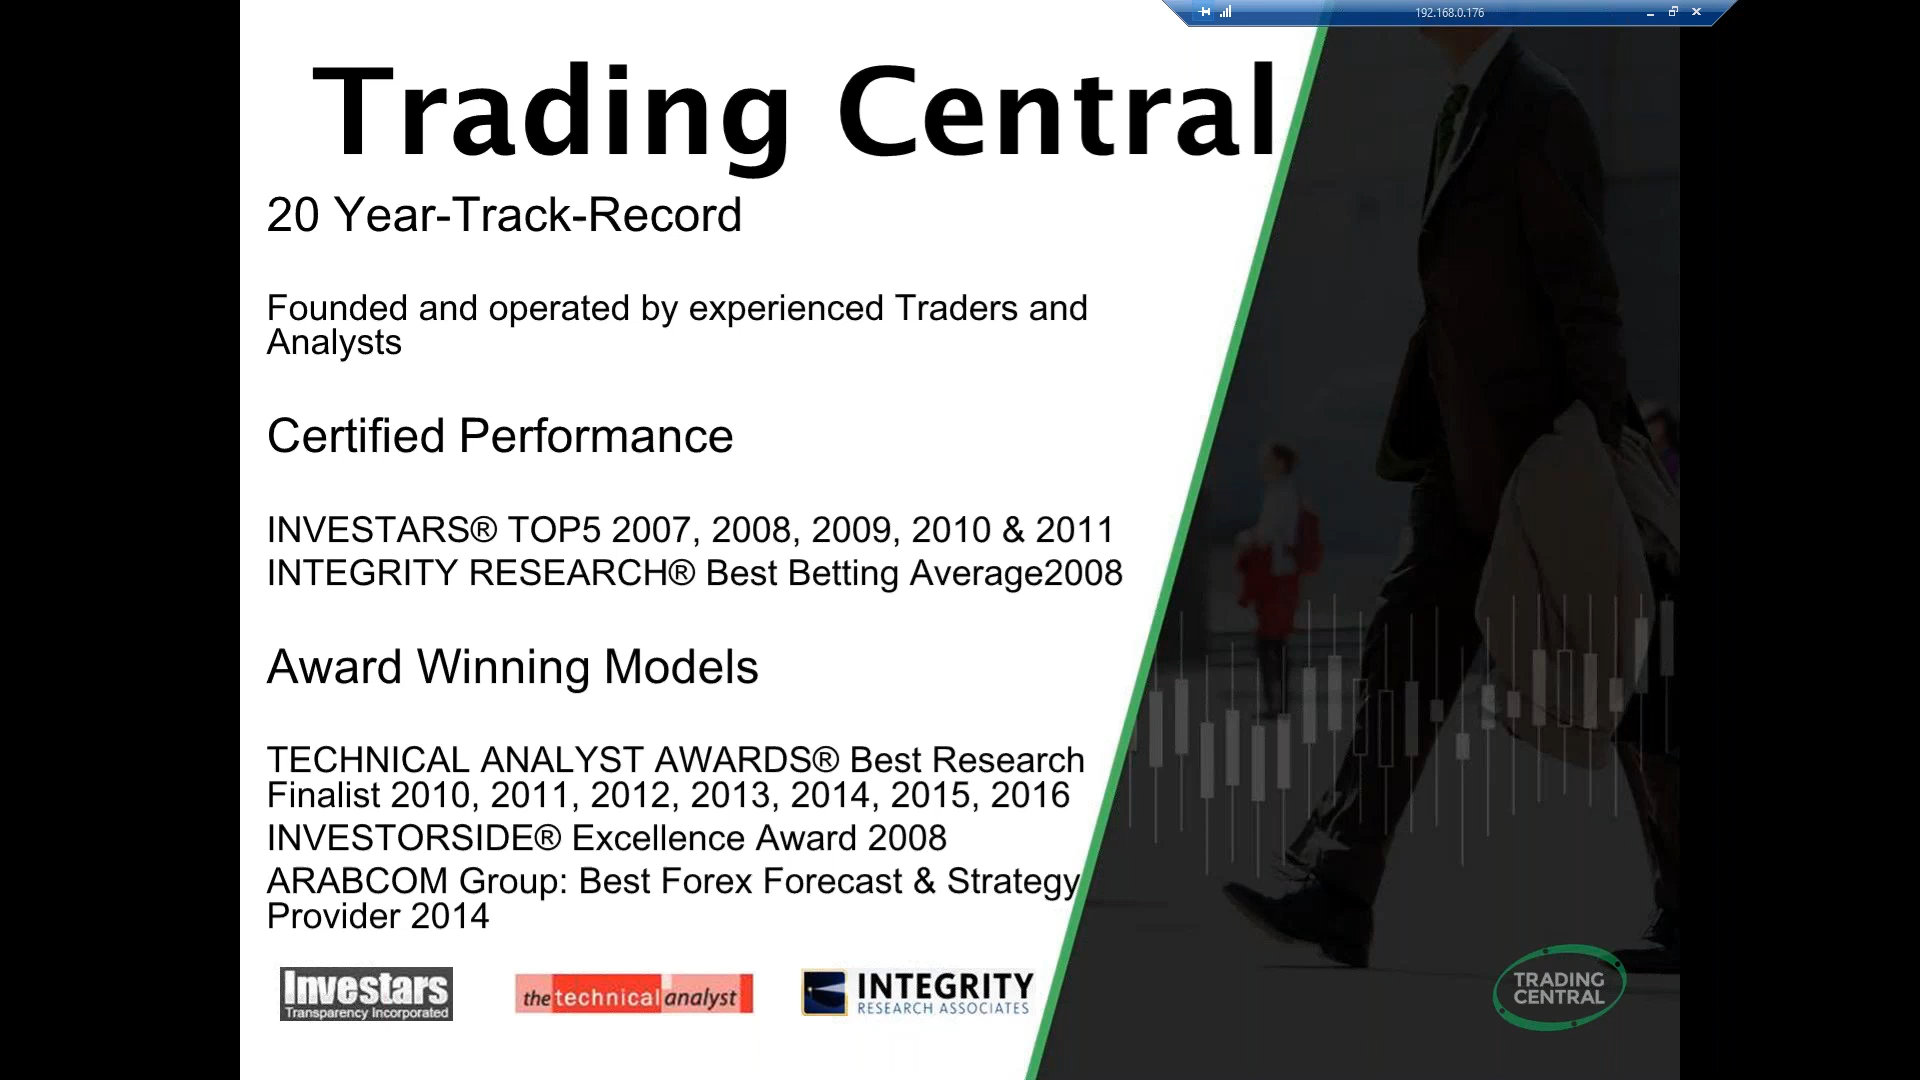 192.168.0.176
Trading Central
20 Year-Track-Record
Founded and operated by experienced Traders and
Analysts
Certified Performance
INVESTARS® TOP5 2007, 2008, 2009, 2010 & 2011
INTEGRITY RESEARCH® Best Betting Average2008
Award Winning Models
TECHNICAL ANALYST AWARDS® Best Research
Finalist 2010, 2011, 2012, 2013, 2014, 2015, 2016
INVESTORSIDE® Excellence Award 2008
ARABCOM Group: Best Forex Forecast & Strategy
Provider 2014
Investars
Transparency Incorporated
the technical analyst
INTEGRITY
RESEARCH ASSOCIATES
TRADING
CENTRAL